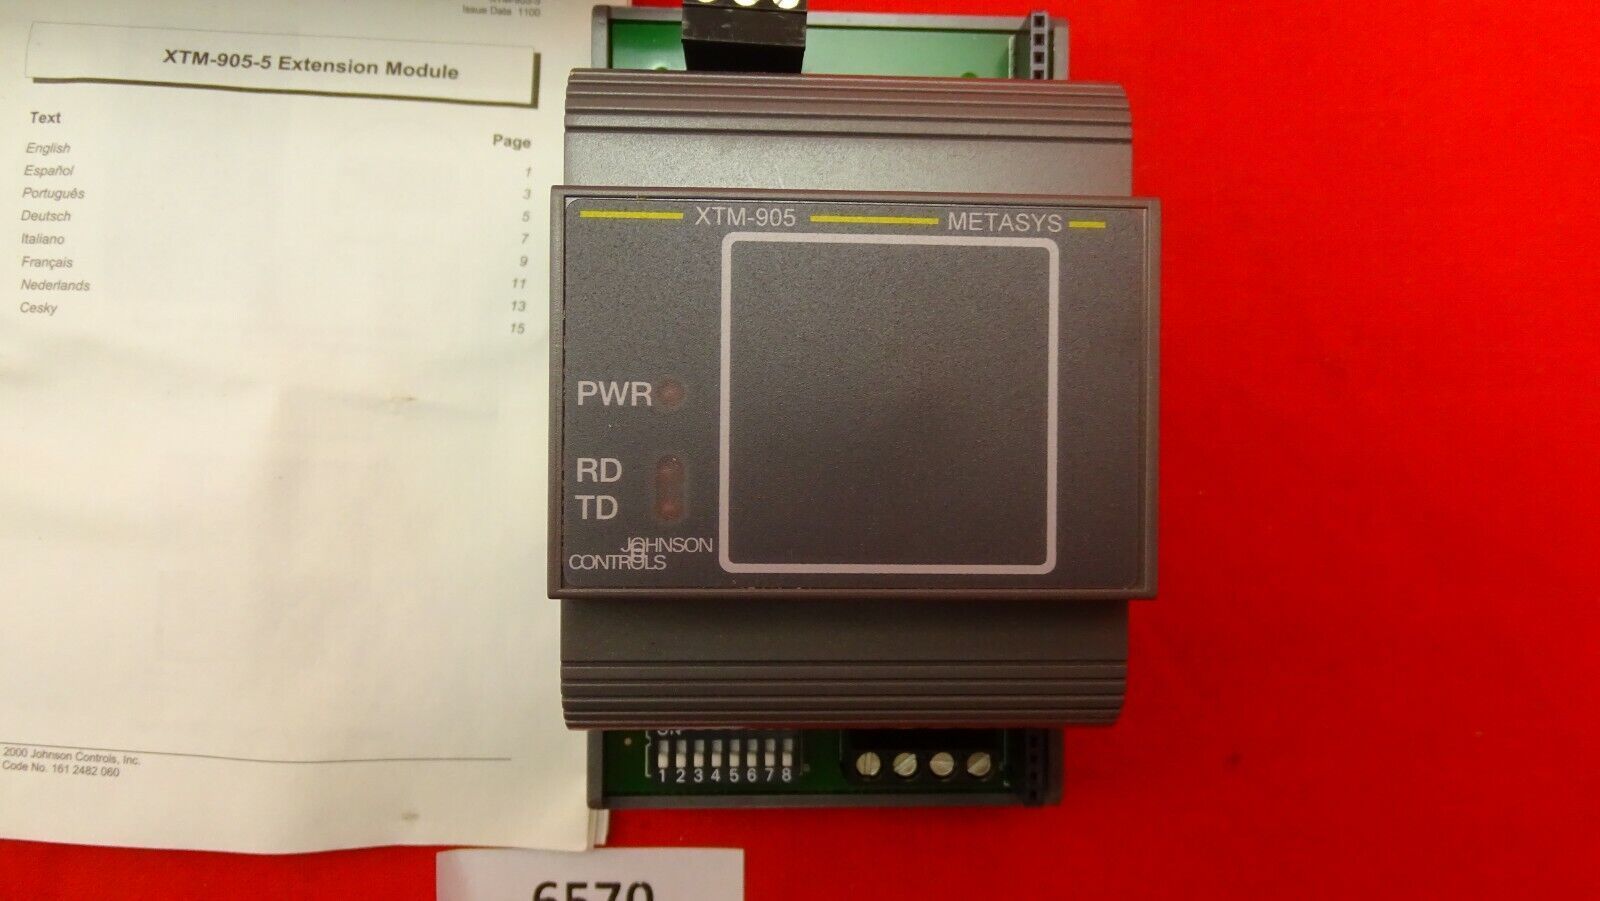 Issue Date 1100
XTM-905-5 Extension Module
Text
Page
English
1
Español
3
Português
5
Deutsch
7
Italiano
9
Français
11
Nederlands
13
Cesky
15
2000 Johnson Controls, Inc.
Code No. 161 2482 060
XTM-905 METASYS
PWR
RD
TD
JOHNSON
CONTROLS
ON
1 2 3 4 5 6 7 8
6570